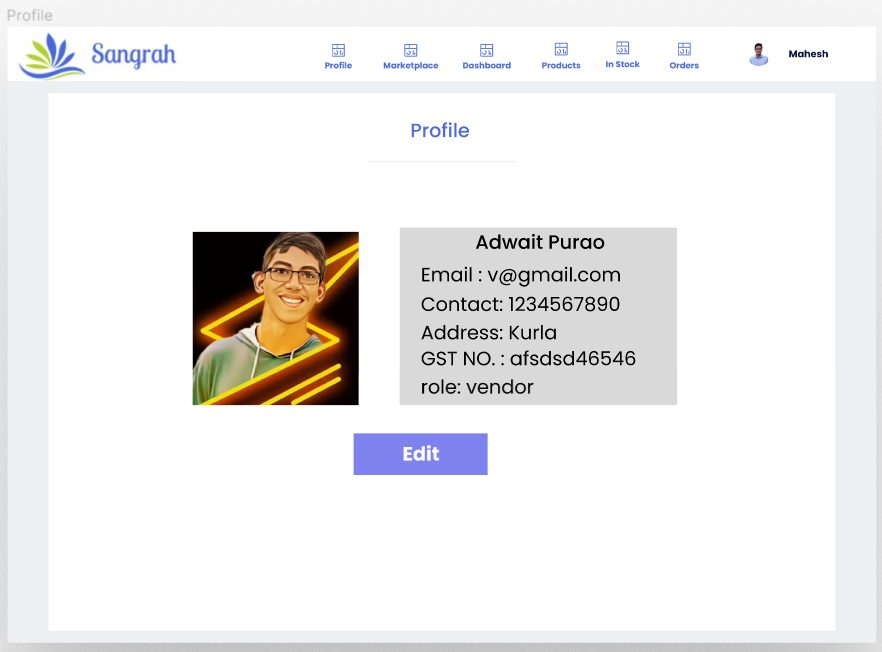 Profile
Sangrah
Profile Marketplace Dashboard Products In Stock Orders Mahesh
Profile
Adwait Purao
Email : v@gmail.com
Contact: 1234567890
Address: Kurla
GST NO. : afsdsd46546
role: vendor
Edit